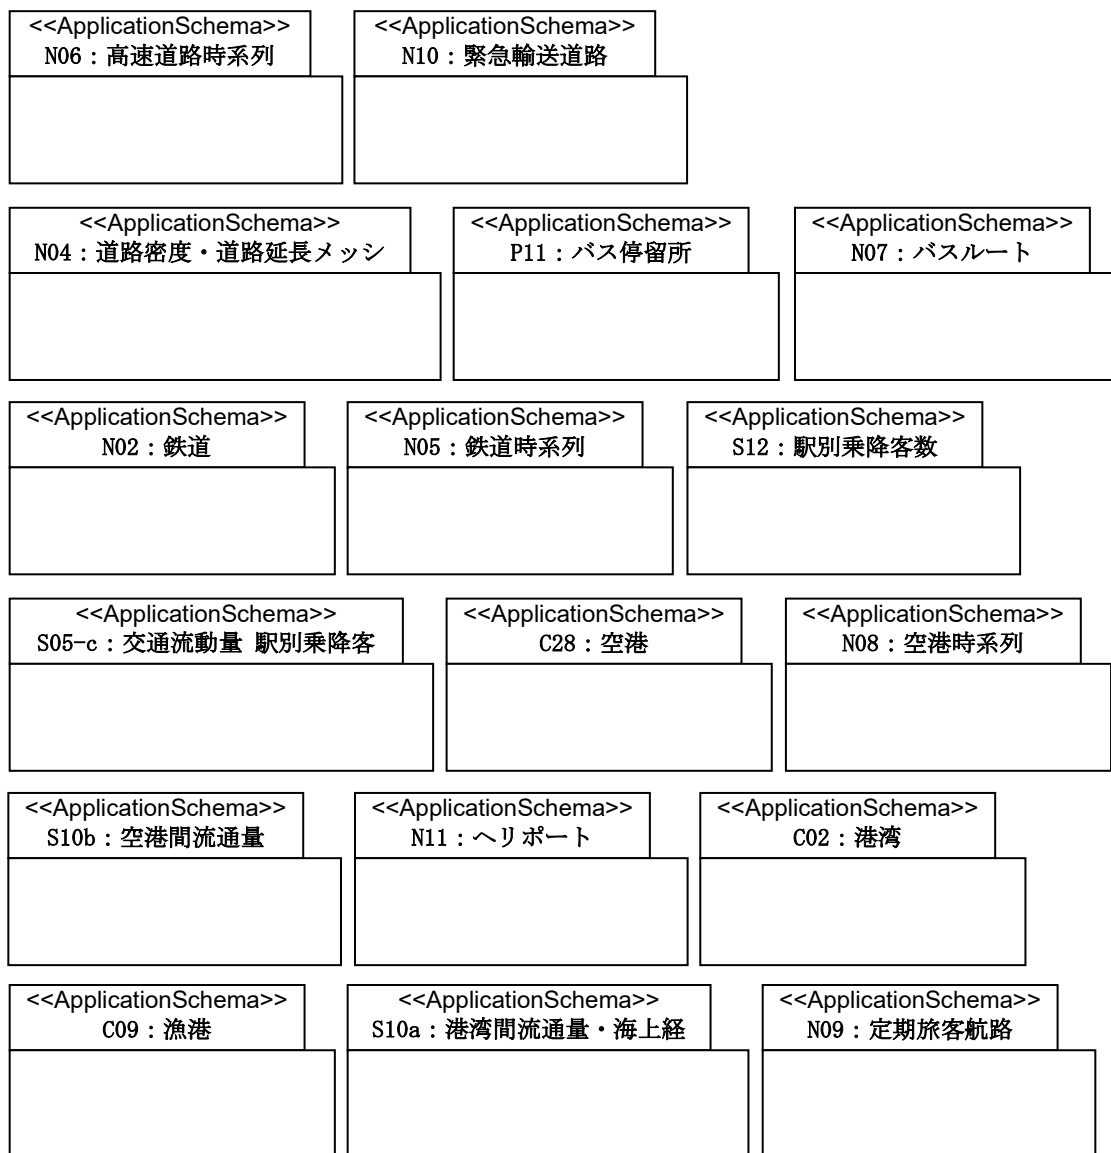 <<ApplicationSchema>>
N06：高速道路時系列
<<ApplicationSchema>>
N10：緊急輸送道路
<<ApplicationSchema>>
N04：道路密度・道路延長メッシ
<<ApplicationSchema>>
P11：バス停留所
<<ApplicationSchema>>
N07：バスルート
<<ApplicationSchema>>
N02：鉄道
<<ApplicationSchema>>
N05：鉄道時系列
<<ApplicationSchema>>
S12：駅別乗降客数
<<ApplicationSchema>>
S05-c：交通流動量 駅別乗降客
<<ApplicationSchema>>
C28：空港
<<ApplicationSchema>>
N08：空港時系列
<<ApplicationSchema>>
S10b：空港間流通量
<<ApplicationSchema>>
N11：ヘリポート
<<ApplicationSchema>>
C02：港湾
<<ApplicationSchema>>
C09：漁港
<<ApplicationSchema>>
S10a：港湾間流通量・海上経
<<ApplicationSchema>>
N09：定期旅客航路